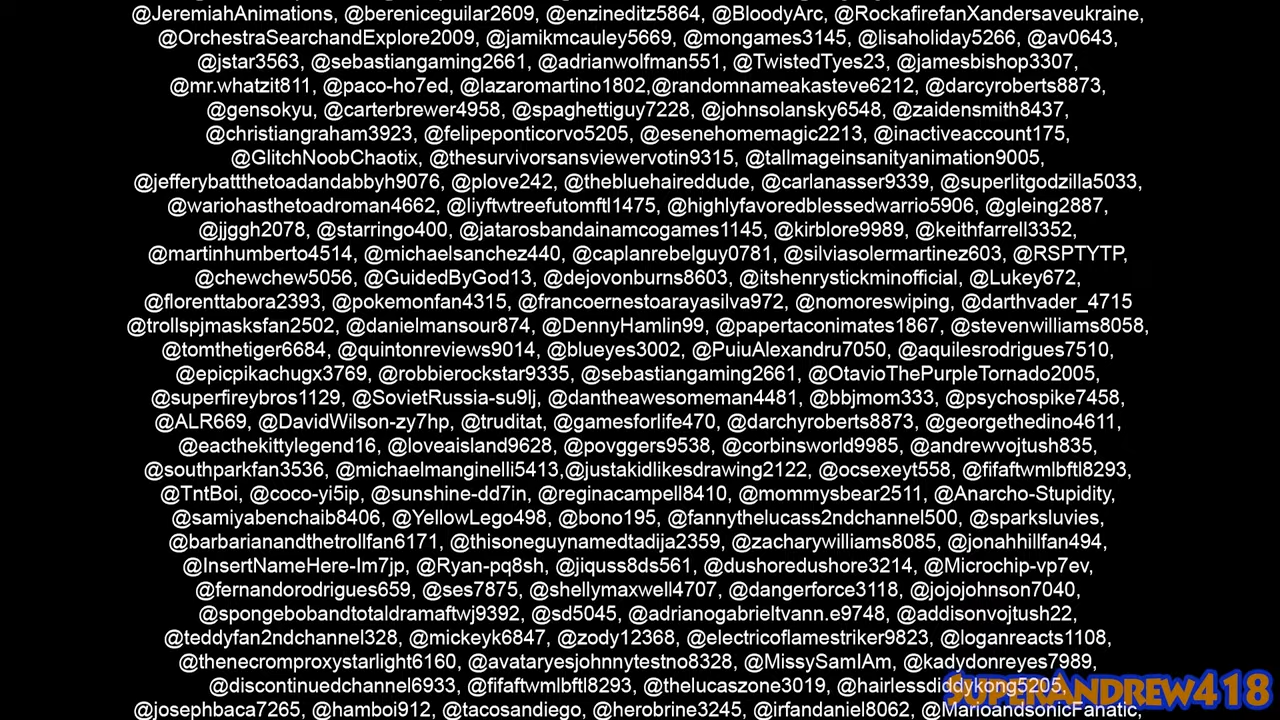 @JeremiahAnimations, @bereniceguilar2609, @enzineditz5864, @BloodyArc, @RockafirefanXandersaveukraine,
@OrchestraSearchandExplore2009, @jamikmcauley5669, @mongames3145, @lisaholiday5266, @av0643,
@jstar3563, @sebastiangaming2661, @adrianwolfman551, @TwistedTyes23, @jamesbishop3307,
@mr.whatzit811, @paco-ho7ed, @lazaromartino1802,@randomnameakasteve6212, @darcyroberts8873,
@gensokyu, @carterbrewer4958, @spaghettiguy7228, @johnsolansky6548, @zaidensmith8437,
@christiangraham3923, @felipeponticorvo5205, @esenehomemagic2213, @inactiveaccount175,
@GlitchNoobChaotix, @thesurvivorsansviewervotin9315, @tallmageinsanityanimation9005,
@jefferybattthetoadandabbyh9076, @plove242, @thebluehaireddude, @carlanasser9339, @superlitgodzilla5033,
@wariohasthetoadroman4662, @liyftwtreefutomftl1475, @highlyfavoredblessedwarrio5906, @gleing2887,
@jjggh2078, @starringo400, @jatarosbandainamcogames1145, @kirblore9989, @keithfarrell3352,
@martinhumberto4514, @michaelsanchez440, @caplanrebelguy0781, @silviasolermartinez603, @RSPTYTP,
@chewchew5056, @GuidedByGod13, @dejovonburns8603, @itshenrystickminofficial, @Lukey672,
@florenttabora2393, @pokemonfan4315, @francoernestoarayasilva972, @nomoreswiping, @darthvader_4715
@trollspjmasksfan2502, @danielmansour874, @DennyHamlin99, @papertaconimates1867, @stevenwilliams8058,
@tomthetiger6684, @quintonreviews9014, @blueyes3002, @PuiuAlexandru7050, @aquilesrodrigues7510,
@epicpikachugx3769, @robbierockstar9335, @sebastiangaming2661, @OtavioThePurpleTornado2005,
@superfireybros1129, @SovietRussia-su9lj, @dantheawesomeman4481, @bbjmom333, @psychospike7458,
@ALR669, @DavidWilson-zy7hp, @truditat, @gamesforlife470, @darchyroberts8873, @georgethedino4611,
@eacthekittylegend16, @loveaisland9628, @povggers9538, @corbinsworld9985, @andrewvojtush835,
@southparkfan3536, @michaelmanginelli5413,@justakidlikesdrawing2122, @ocsexeyt558, @fifaftwmlbftl8293,
@TntBoi, @coco-yi5ip, @sunshine-dd7in, @reginacampell8410, @mommysbear2511, @Anarcho-Stupidity,
@samiyabenchaib8406, @YellowLego498, @bono195, @fannythelucass2ndchannel500, @sparksluvies,
@barbarianandthetrollfan6171, @thisoneguynamedtadija2359, @zacharywilliams8085, @jonahhillfan494,
@InsertNameHere-Im7jp, @Ryan-pq8sh, @jiquss8ds561, @dushoredushore3214, @Microchip-vp7ev,
@fernandorodrigues659, @ses7875, @shellymaxwell4707, @dangerforce3118, @jojojohnson7040,
@spongebobandtotaldramaftwj9392, @sd5045, @adrianogabrieltvann.e9748, @addisonvojtush22,
@teddyfan2ndchannel328, @mickeyk6847, @zody12368, @electricoflamestriker9823, @loganreacts1108,
@thenecromproxystarlight6160, @avataryesjohnnytestno8328, @MissySamIAm, @kadydonreyes7989,
@discontinuedchannel6933, @fifaftwmlbftl8293, @thelucaszone3019, @hairlessdiddykong5205,
@josephbaca7265, @hamboi912, @tacosandiego, @herobrine3245, @irfandaniel8062, @MarioandsonicFanatic,
SuperAndrew418